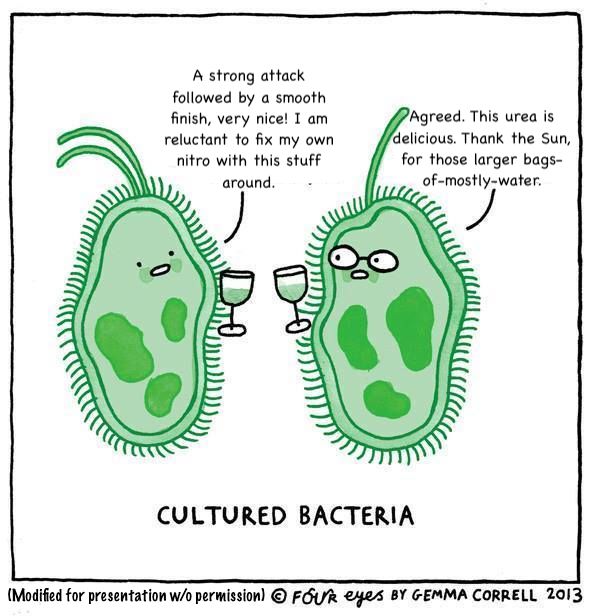 A strong attack
followed by a smooth
finish, very nice! I am
reluctant to fix my own
nitro with this stuff
around.
Agreed. This urea is
delicious. Thank the Sun,
for those larger bags-
of-mostly-water.
CULTURED BACTERIA
(Modified for presentation w/o permission) © FOUR eyes BY GEMMA CORRELL 2013